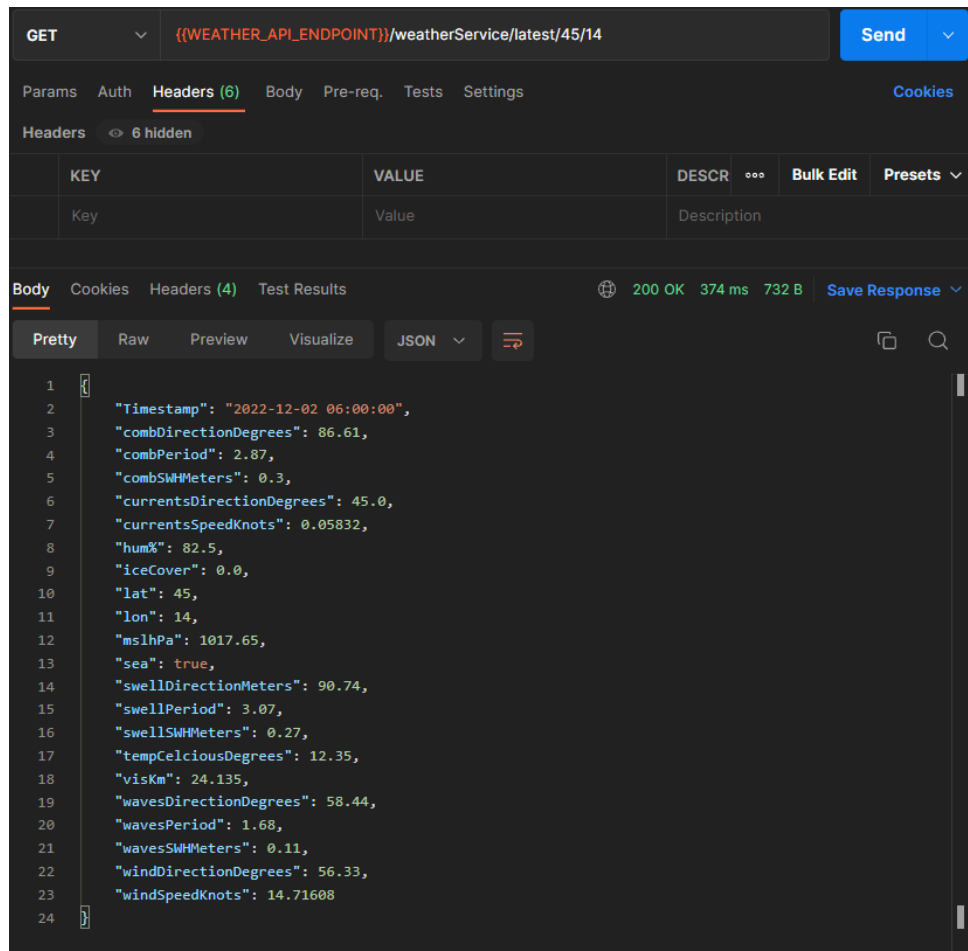 GET {{WEATHER_API_ENDPOINT}}/weatherService/latest/45/14 Send
Params Auth Headers (6) Body Pre-req. Tests Settings Cookies
Headers 6 hidden
KEY VALUE DESCR ooo Bulk Edit Presets
Key Value Description
Body Cookies Headers (4) Test Results 200 OK 374 ms 732 B Save Response
Pretty Raw Preview Visualize JSON
1 {
2 "Timestamp": "2022-12-02 06:00:00",
3 "combDirectionDegrees": 86.61,
4 "combPeriod": 2.87,
5 "combSWHMeters": 0.3,
6 "currentsDirectionDegrees": 45.0,
7 "currentsSpeedKnots": 0.05832,
8 "hum%": 82.5,
9 "iceCover": 0.0,
10 "lat": 45,
11 "lon": 14,
12 "mslhPa": 1017.65,
13 "sea": true,
14 "swellDirectionMeters": 90.74,
15 "swellPeriod": 3.07,
16 "swellSWHMeters": 0.27,
17 "tempCelciousDegrees": 12.35,
18 "visKm": 24.135,
19 "wavesDirectionDegrees": 58.44,
20 "wavesPeriod": 1.68,
21 "wavesSWHMeters": 0.11,
22 "windDirectionDegrees": 56.33,
23 "windSpeedKnots": 14.71608
24 }